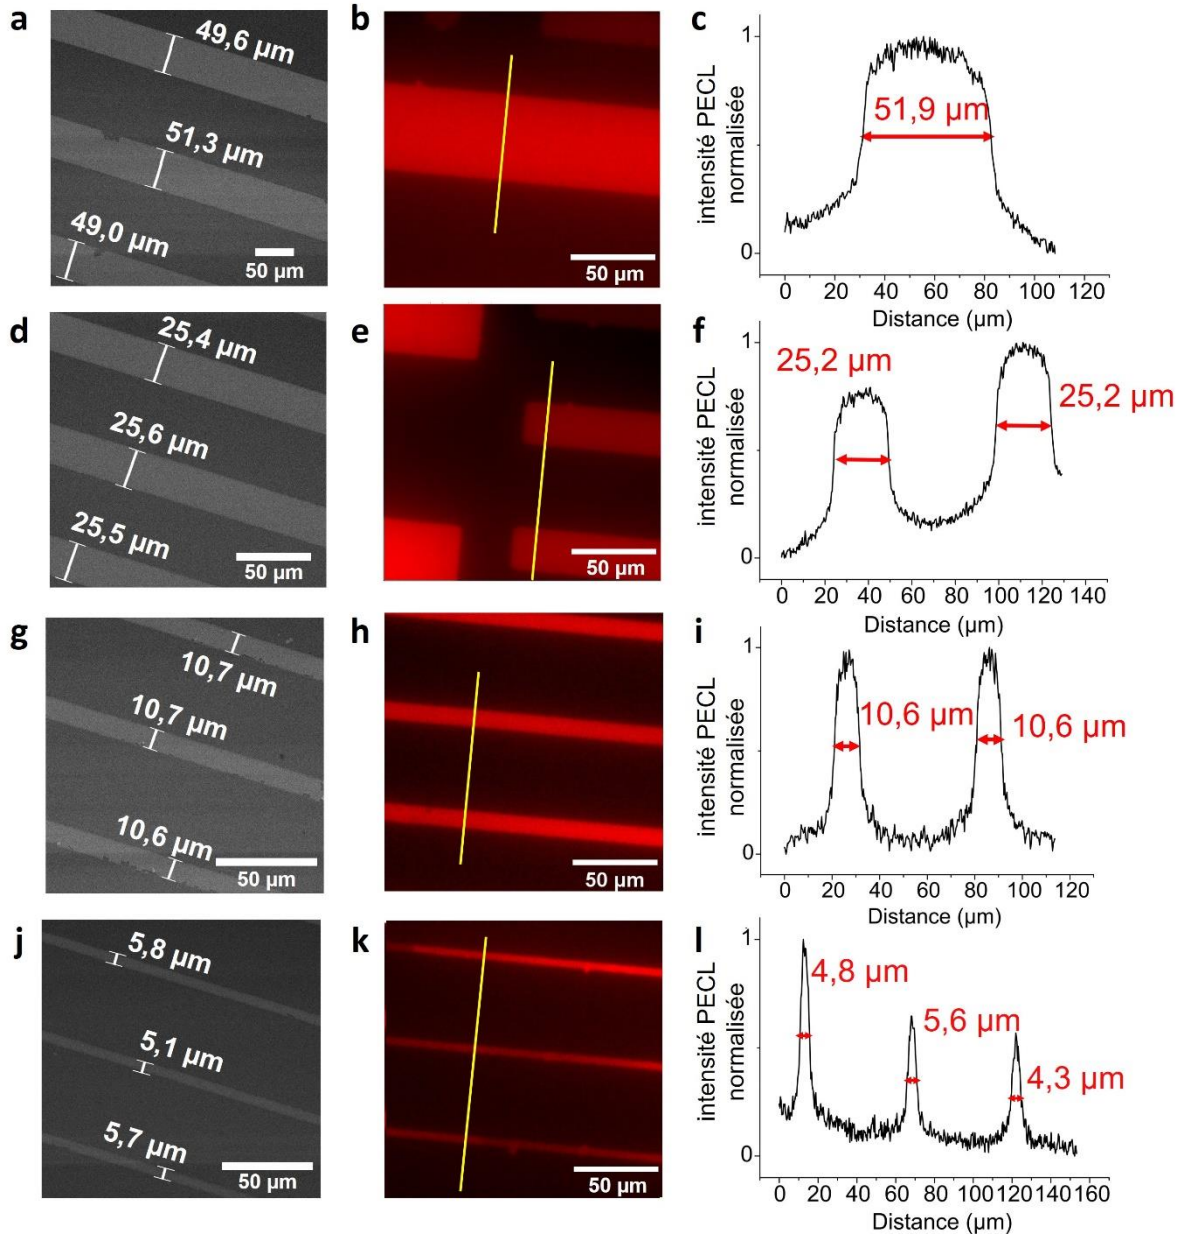 a
49,6 µm
51,3 µm
49,0 µm
50 µm
b
50 µm
c
intensité PECL
normalisée
1
0
51,9 µm
0 20 40 60 80 100 120
Distance (µm)
d
25,4 µm
25,6 µm
25,5 µm
50 µm
e
50 µm
f
intensité PECL
normalisée
1
0
25,2 µm
25,2 µm
0 20 40 60 80 100 120 140
Distance (µm)
g
10,7 µm
10,7 µm
10,6 µm
50 µm
h
50 µm
i
intensité PECL
normalisée
1
0
10,6 µm
10,6 µm
0 20 40 60 80 100 120
Distance (µm)
j
5,8 µm
5,1 µm
5,7 µm
50 µm
k
50 µm
l
intensité PECL
normalisée
1
0
4,8 µm
5,6 µm
4,3 µm
0 20 40 60 80 100 120 140 160
Distance (µm)